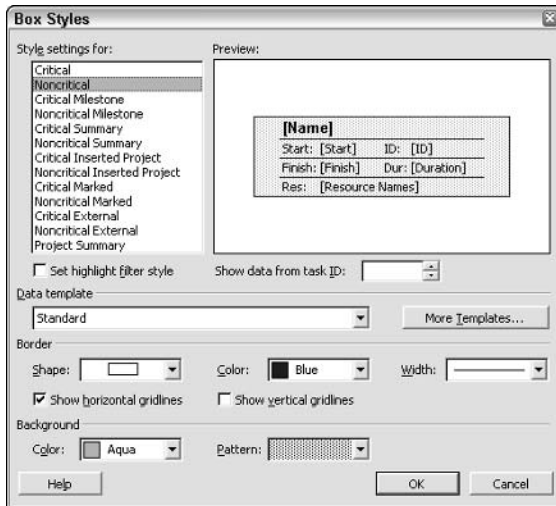 Box Styles
Style settings for:
Preview:
Critical
Noncritical
Critical Milestone
Noncritical Milestone
Critical Summary
Noncritical Summary
Critical Inserted Project
Noncritical Inserted Project
Critical Marked
Noncritical Marked
Critical External
Noncritical External
Project Summary
[Name]
Start: [Start] ID: [ID]
Finish: [Finish] Dur: [Duration]
Res: [Resource Names]
Set highlight filter style
Show data from task ID:
Data template
Standard
More Templates...
Border
Shape:
Color: Blue
Width:
Show horizontal gridlines
Show vertical gridlines
Background
Color: Aqua
Pattern:
Help
OK
Cancel